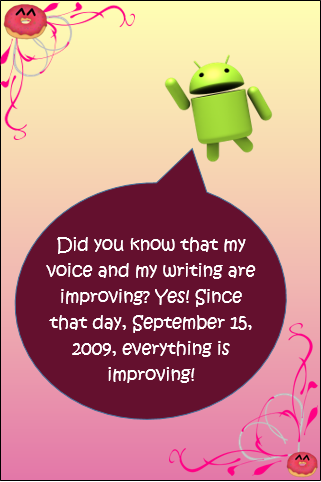 Did you know that my
voice and my writing are
improving? Yes! Since
that day, September 15,
2009, everything is
improving!